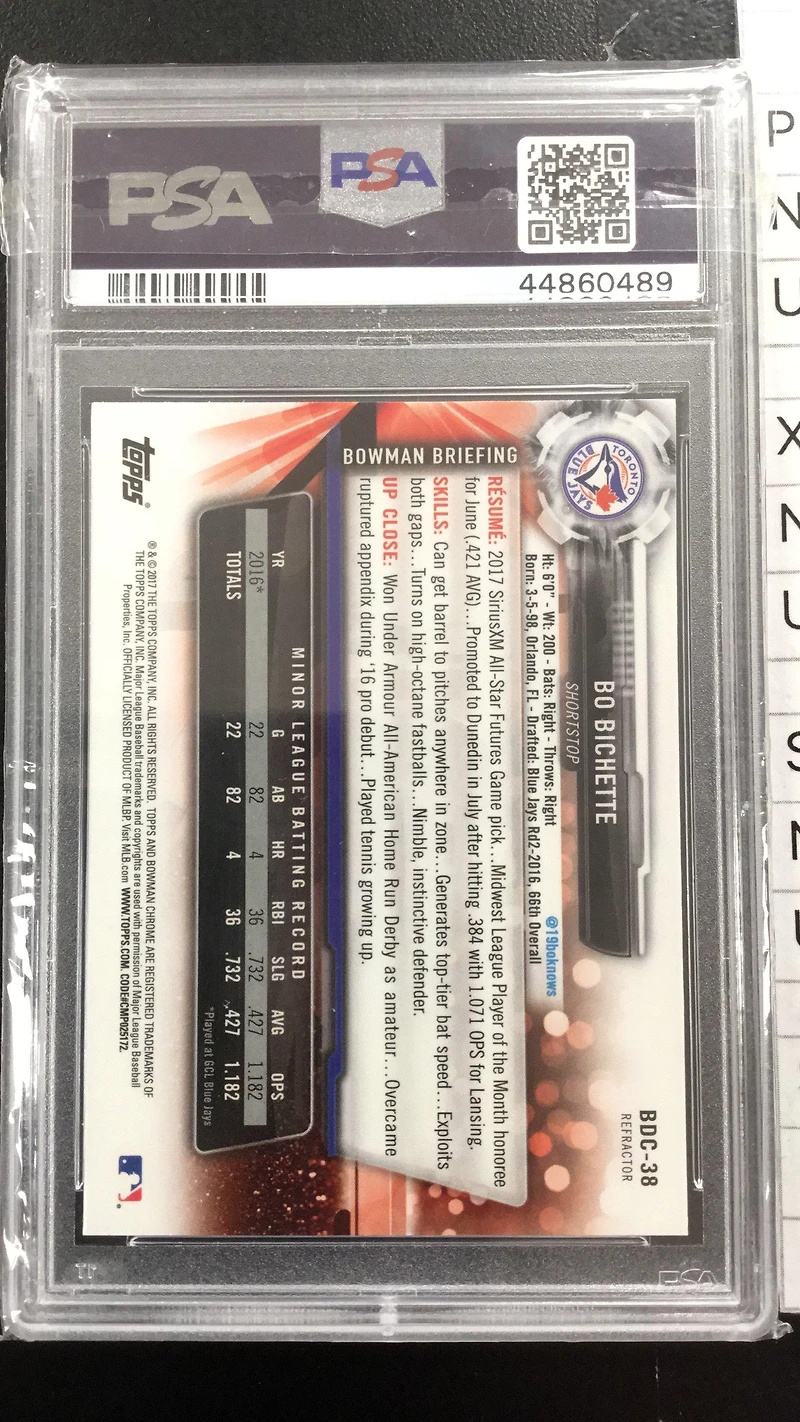 PSA
PSA
44860489
BDC-38
REFRACTOR
TORONTO
BLUE JAYS
BO BICHETTE
SHORTSTOP
@19boknows
Ht: 6'0" - Wt: 200 - Bats: Right - Throws: Right
Born: 3-5-98, Orlando, FL - Drafted: Blue Jays Rd2-2016, 66th Overall
BOWMAN BRIEFING
RÉSUMÉ: 2017 SiriusXM All-Star Futures Game pick...Midwest League Player of the Month honoree
for June (.421 AVG)...Promoted to Dunedin in July after hitting .384 with 1.071 OPS for Lansing.
SKILLS: Can get barrel to pitches anywhere in zone...Generates top-tier bat speed...Exploits
both gaps...Turns on high-octane fastballs...Nimble, instinctive defender.
UP CLOSE: Won Under Armour All-American Home Run Derby as amateur...Overcame
ruptured appendix during '16 pro debut...Played tennis growing up.
MINOR LEAGUE BATTING RECORD
YR G AB HR RBI SLG AVG OPS
2016* 22 82 4 36 .732 .427 1.182
TOTALS 22 82 4 36 .732 .427 1.182
*Played at GCL Blue Jays
topps®
® & © 2017 THE TOPPS COMPANY, INC. ALL RIGHTS RESERVED. TOPPS AND BOWMAN CHROME ARE REGISTERED TRADEMARKS OF
THE TOPPS COMPANY, INC. Major League Baseball trademarks and copyrights are used with permission of Major League Baseball
Properties, Inc. OFFICIALLY LICENSED PRODUCT OF MLBP. Visit MLB.com WWW.TOPPS.COM. CODE#CMP025172.
PSA
P
N
U
X